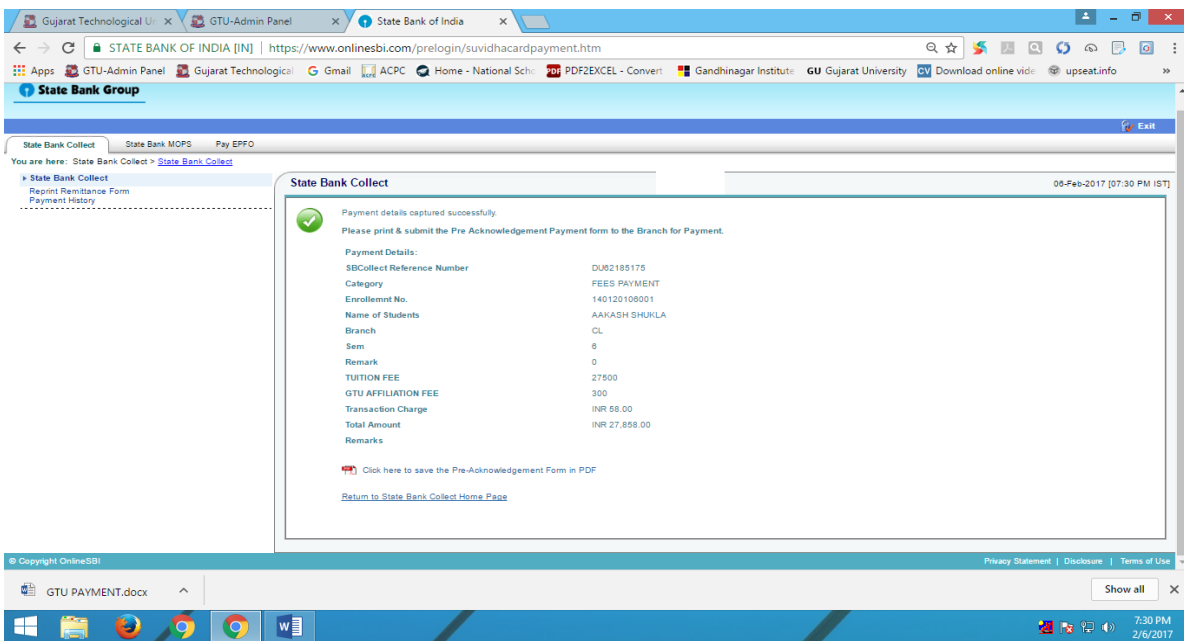 Gujarat Technological Un
GTU-Admin Panel
State Bank of India
STATE BANK OF INDIA [IN] | https://www.onlinesbi.com/prelogin/suvidhacardpayment.htm
Apps GTU-Admin Panel Gujarat Technological Gmail ACPC Home - National Scho PDF2EXCEL - Convert Gandhinagar Institute GU Gujarat University CV Download online vide upseat.info »
State Bank Group
Exit
State Bank Collect State Bank MOPS Pay EPFO
You are here: State Bank Collect > State Bank Collect
State Bank Collect
Reprint Remittance Form
Payment History
State Bank Collect 06-Feb-2017 [07:30 PM IST]
Payment details captured successfully.
Please print & submit the Pre Acknowledgement Payment form to the Branch for Payment.
Payment Details:
SBCollect Reference Number DU62185175
Category FEES PAYMENT
Enrollemnt No. 140120106001
Name of Students AAKASH SHUKLA
Branch CL
Sem 6
Remark 0
TUITION FEE 27500
GTU AFFILIATION FEE 300
Transaction Charge INR 58.00
Total Amount INR 27,858.00
Remarks
Click here to save the Pre-Acknowledgement Form in PDF
Return to State Bank Collect Home Page
© Copyright OnlineSBI Privacy Statement | Disclosure | Terms of Use
GTU PAYMENT.docx Show all
7:30 PM
2/6/2017